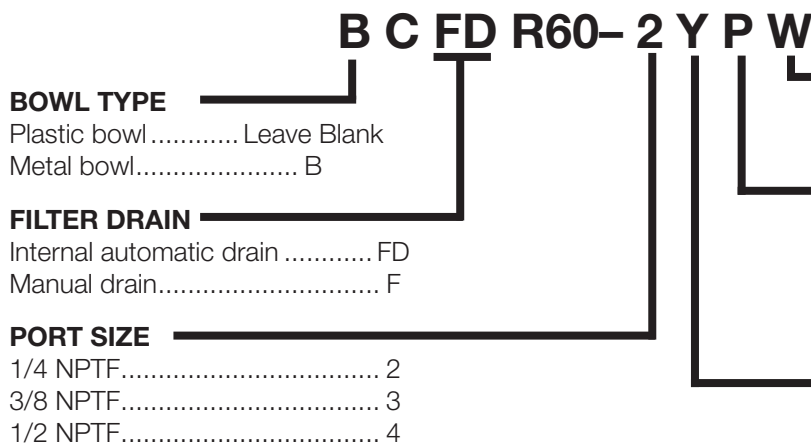 B C FD R60– 2 Y P W
BOWL TYPE
Plastic bowl............ Leave Blank
Metal bowl...................... B
FILTER DRAIN
Internal automatic drain ............ FD
Manual drain.............................. F
PORT SIZE
1/4 NPTF................................... 2
3/8 NPTF................................... 3
1/2 NPTF................................... 4